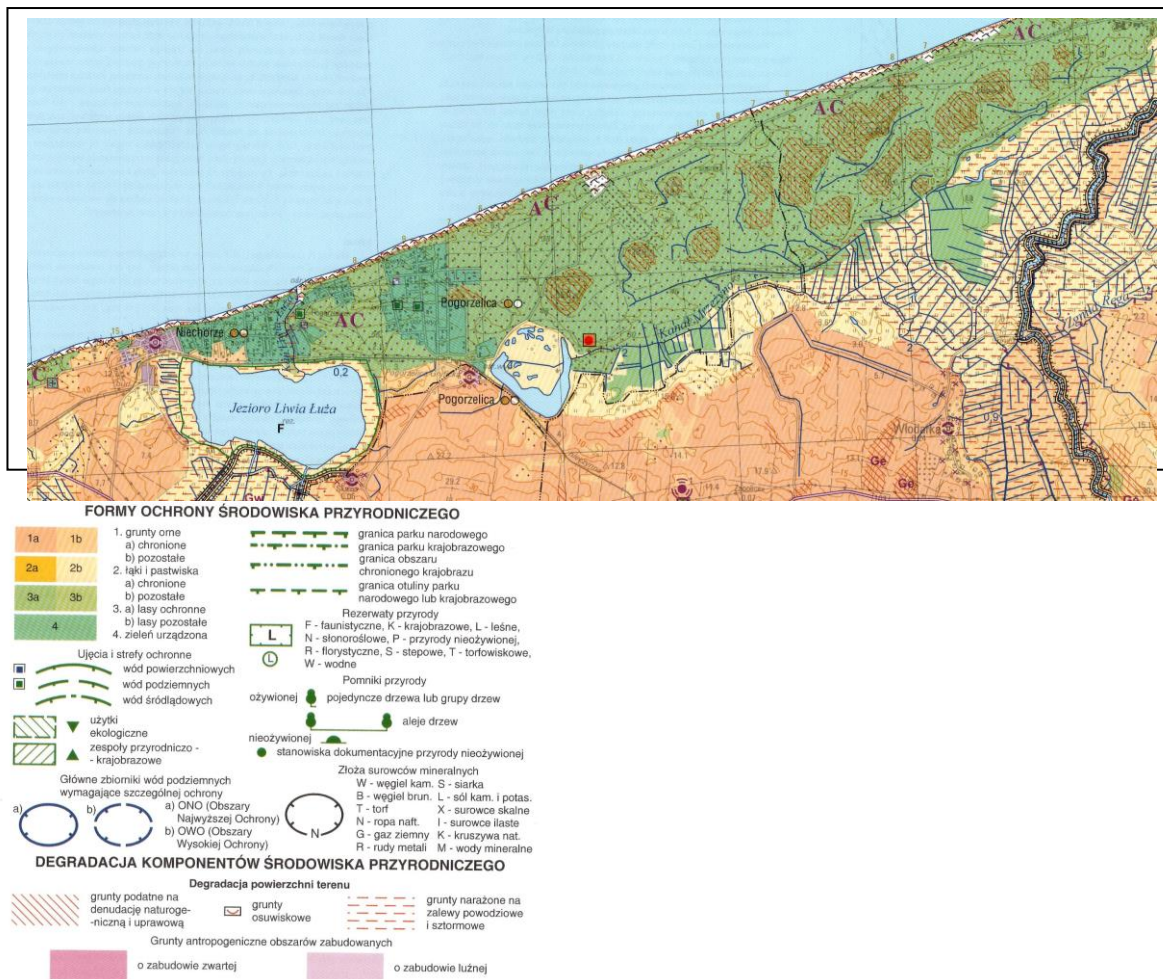 AC
AC
AC
Pogorzelica
Kanał Mrzeżyno
Niechorze
AC
C
0,2
Jezioro Liwia Łuża
rez.
F
Pogorzelica
Włodarka
0,9
Ge
Ge
Gw
FORMY OCHRONY ŚRODOWISKA PRZYRODNICZEGO
1a 1b
2a 2b
3a 3b
4
1. grunty orne
a) chronione
b) pozostałe
2. łąki i pastwiska
a) chronione
b) pozostałe
3. a) lasy ochronne
b) lasy pozostałe
4. zieleń urządzona
Ujęcia i strefy ochronne
wód powierzchniowych
wód podziemnych
wód śródlądowych
użytki
ekologiczne
zespoły przyrodniczo -
- krajobrazowe
Główne zbiorniki wód podziemnych
wymagające szczególnej ochrony
a) b)
a) ONO (Obszary
Najwyższej Ochrony)
b) OWO (Obszary
Wysokiej Ochrony)
granica parku narodowego
granica parku krajobrazowego
granica obszaru
chronionego krajobrazu
granica otuliny parku
narodowego lub krajobrazowego
Rezerwaty przyrody
L
L
F - faunistyczne, K - krajobrazowe, L - leśne,
N - słonoroślowe, P - przyrody nieożywionej,
R - florystyczne, S - stepowe, T - torfowiskowe,
W - wodne
Pomniki przyrody
ożywionej pojedyncze drzewa lub grupy drzew
aleje drzew
nieożywionej
stanowiska dokumentacyjne przyrody nieożywionej
Złoża surowców mineralnych
N
W - węgiel kam. S - siarka
B - węgiel brun. L - sól kam. i potas.
T - torf X - surowce skalne
N - ropa naft. I - surowce ilaste
G - gaz ziemny K - kruszywa nat.
R - rudy metali M - wody mineralne
DEGRADACJA KOMPONENTÓW ŚRODOWISKA PRZYRODNICZEGO
Degradacja powierzchni terenu
grunty podatne na
denudację naturoge-
-niczną i uprawową
grunty
osuwiskowe
grunty narażone na
zalewy powodziowe
i sztormowe
Grunty antropogeniczne obszarów zabudowanych
o zabudowie zwartej
o zabudowie luźnej